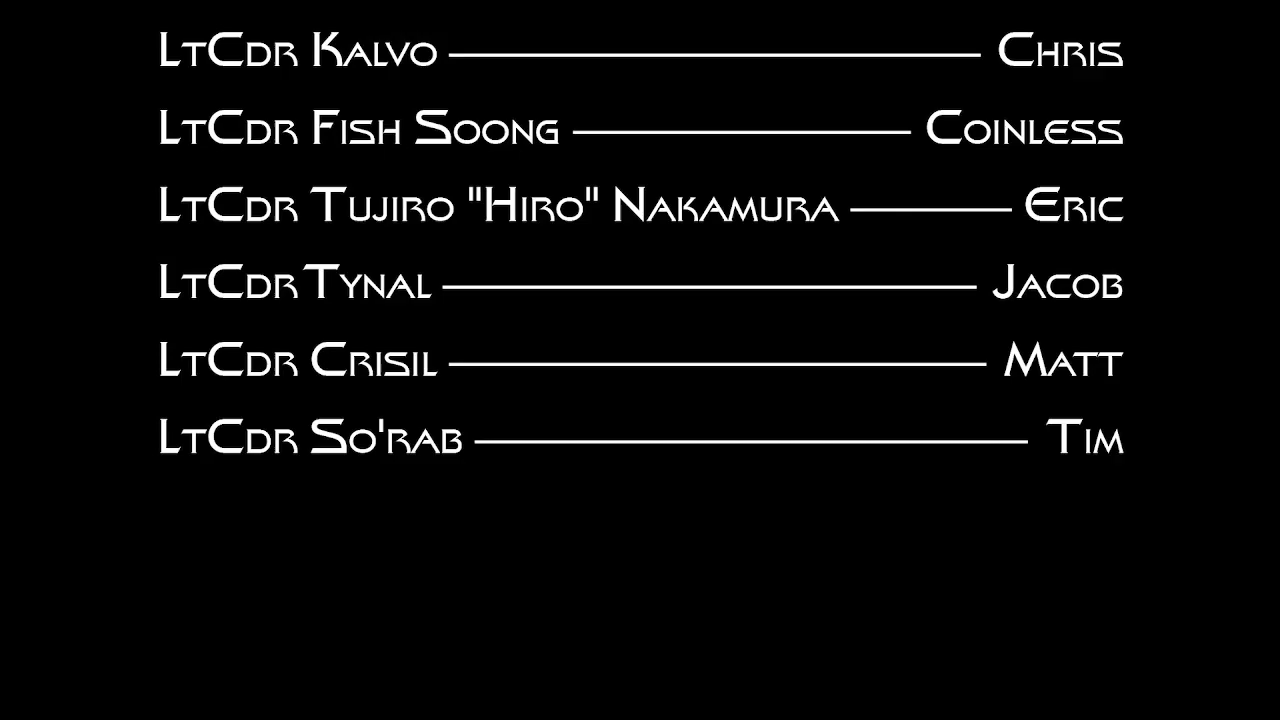 LtCdr Kalvo Chris
LtCdr Fish Soong Coinless
LtCdr Tujiro "Hiro" Nakamura Eric
LtCdr Tynal Jacob
LtCdr Crisil Matt
LtCdr So'rab Tim